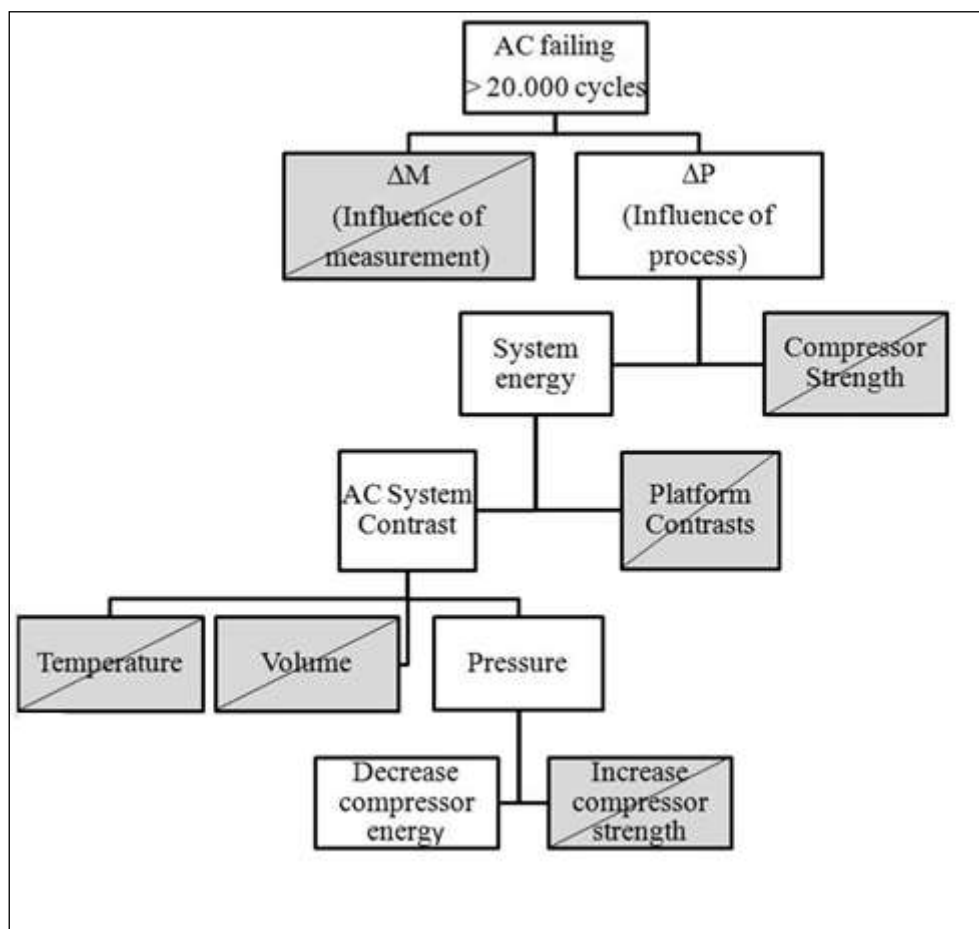 AC failing
> 20.000 cycles
ΔM
(Influence of
measurement)
ΔP
(Influence of
process)
System
energy
Compressor
Strength
AC System
Contrast
Platform
Contrasts
Temperature
Volume
Pressure
Decrease
compressor
energy
Increase
compressor
strength